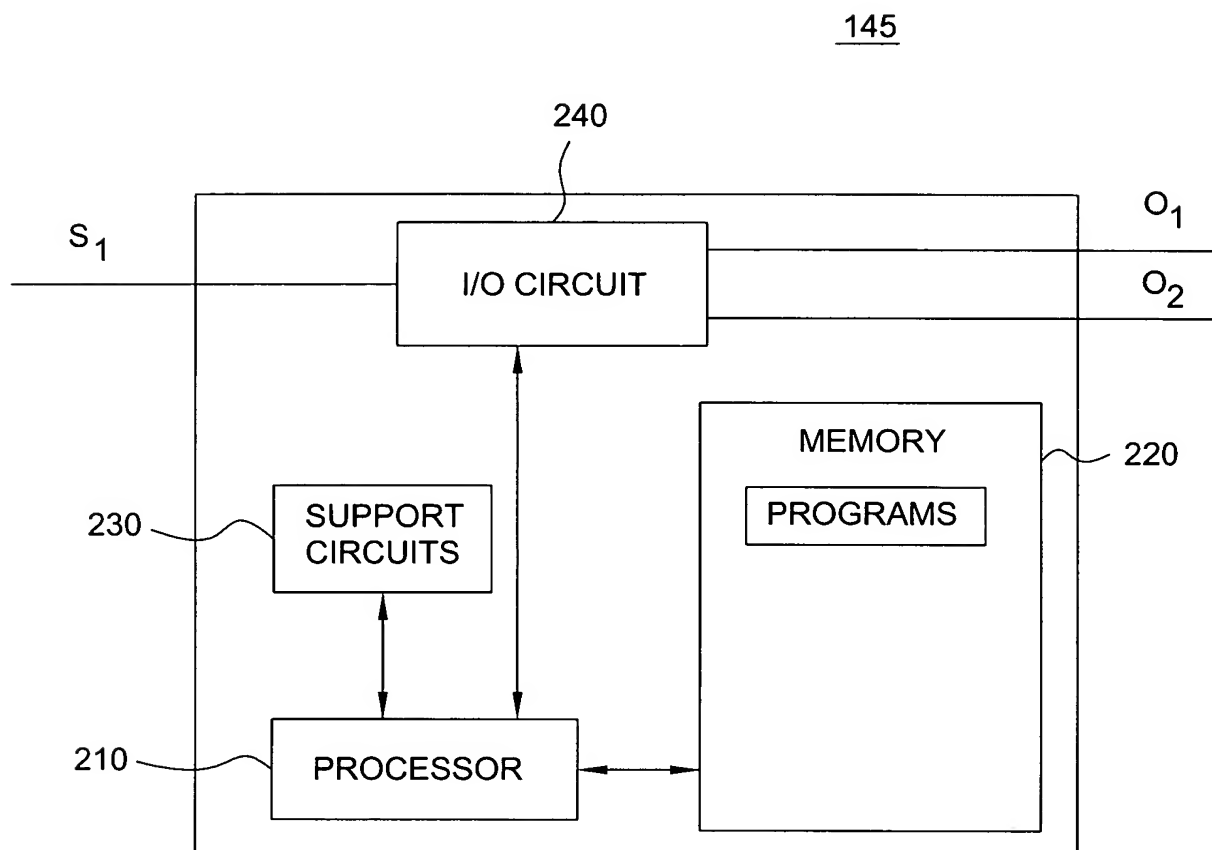 145
240
S1
I/O CIRCUIT
O1
O2
MEMORY
220
PROGRAMS
230
SUPPORT
CIRCUITS
210
PROCESSOR